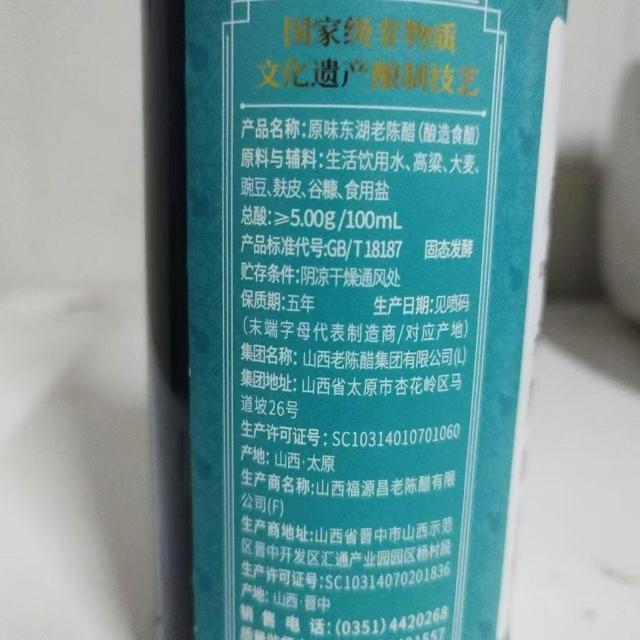 国家级非物质
文化遗产酿制技艺
产品名称:原味东湖老陈醋(酿造食醋)
原料与辅料:生活饮用水、高粱、大麦、
豌豆、麸皮、谷糠、食用盐
总酸:≥5.00g/100mL
产品标准代号:GB/T 18187 固态发酵
贮存条件:阴凉干燥通风处
保质期:五年 生产日期:见喷码
(末端字母代表制造商/对应产地)
集团名称:山西老陈醋集团有限公司(L)
集团地址:山西省太原市杏花岭区马
道坡26号
生产许可证号:SC10314010701060
产地:山西·太原
生产商名称:山西福源昌老陈醋有限
公司(F)
生产商地址:山西省晋中市山西示范
区晋中开发区汇通产业园园区杨村段
生产许可证号:SC10314070201836
产地:山西·晋中
销售电话:(0351)4420268